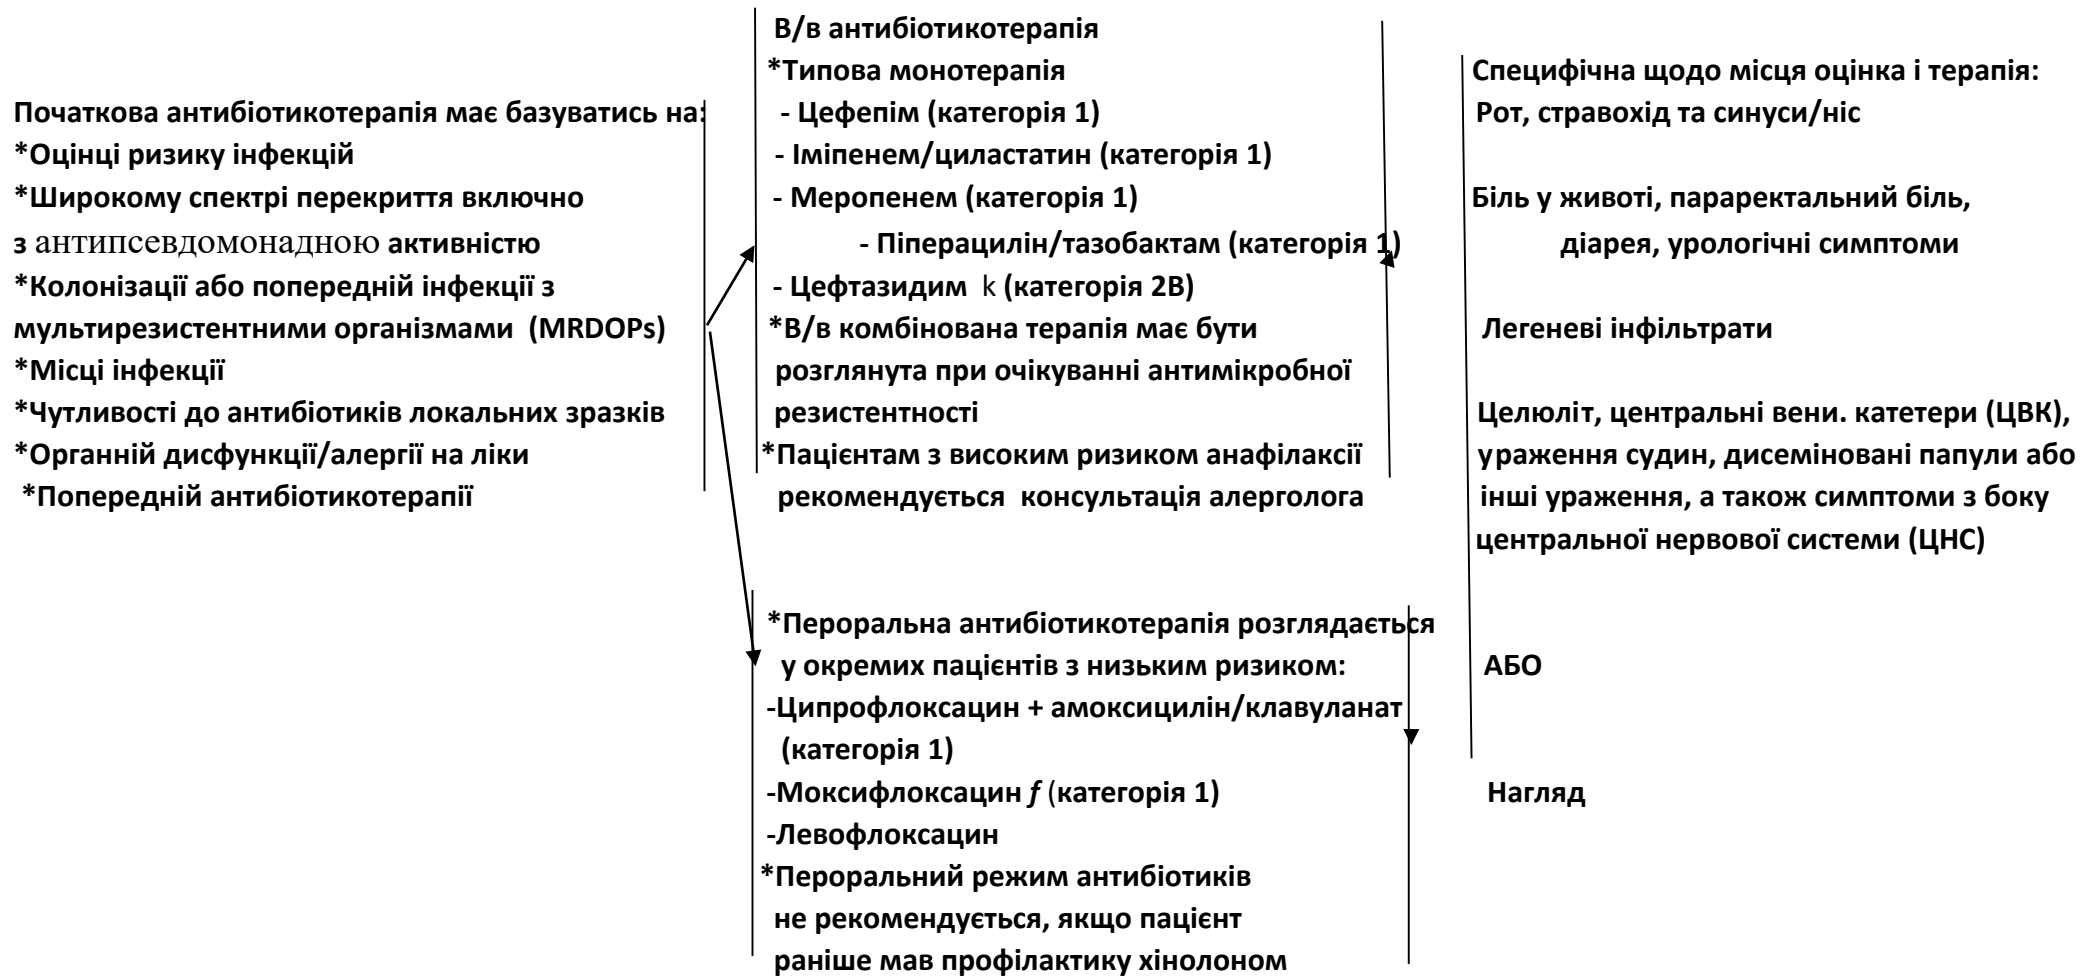 Початкова антибіотикотерапія має базуватись на:
*Оцінці ризику інфекцій
*Широкому спектрі перекриття включно
з антипсевдомонадною активністю
*Колонізації або попередній інфекції з
мультирезистентними організмами (MRDOPs)
*Місці інфекції
*Чутливості до антибіотиків локальних зразків
*Органній дисфункції/алергії на ліки
*Попередній антибіотикотерапії
В/в антибіотикотерапія
*Типова монотерапія
- Цефепім (категорія 1)
- Іміпенем/циластатин (категорія 1)
- Меропенем (категорія 1)
- Піперацилін/тазобактам (категорія 1)
- Цефтазидим k (категорія 2В)
*В/в комбінована терапія має бути
розглянута при очікуванні антимікробної
резистентності
*Пацієнтам з високим ризиком анафілаксії
рекомендується консультація алерголога
*Пероральна антибіотикотерапія розглядається
у окремих пацієнтів з низьким ризиком:
-Ципрофлоксацин + амоксицилін/клавуланат
(категорія 1)
-Моксифлоксацин f (категорія 1)
-Левофлоксацин
*Пероральний режим антибіотиків
не рекомендується, якщо пацієнт
раніше мав профілактику хінолоном
Специфічна щодо місця оцінка і терапія:
Рот, стравохід та синуси/ніс
Біль у животі, параректальний біль,
діарея, урологічні симптоми
Легеневі інфільтрати
Целюліт, центральні вени. катетери (ЦВК),
ураження судин, дисеміновані папули або
інші ураження, а також симптоми з боку
центральної нервової системи (ЦНС)
АБО
Нагляд